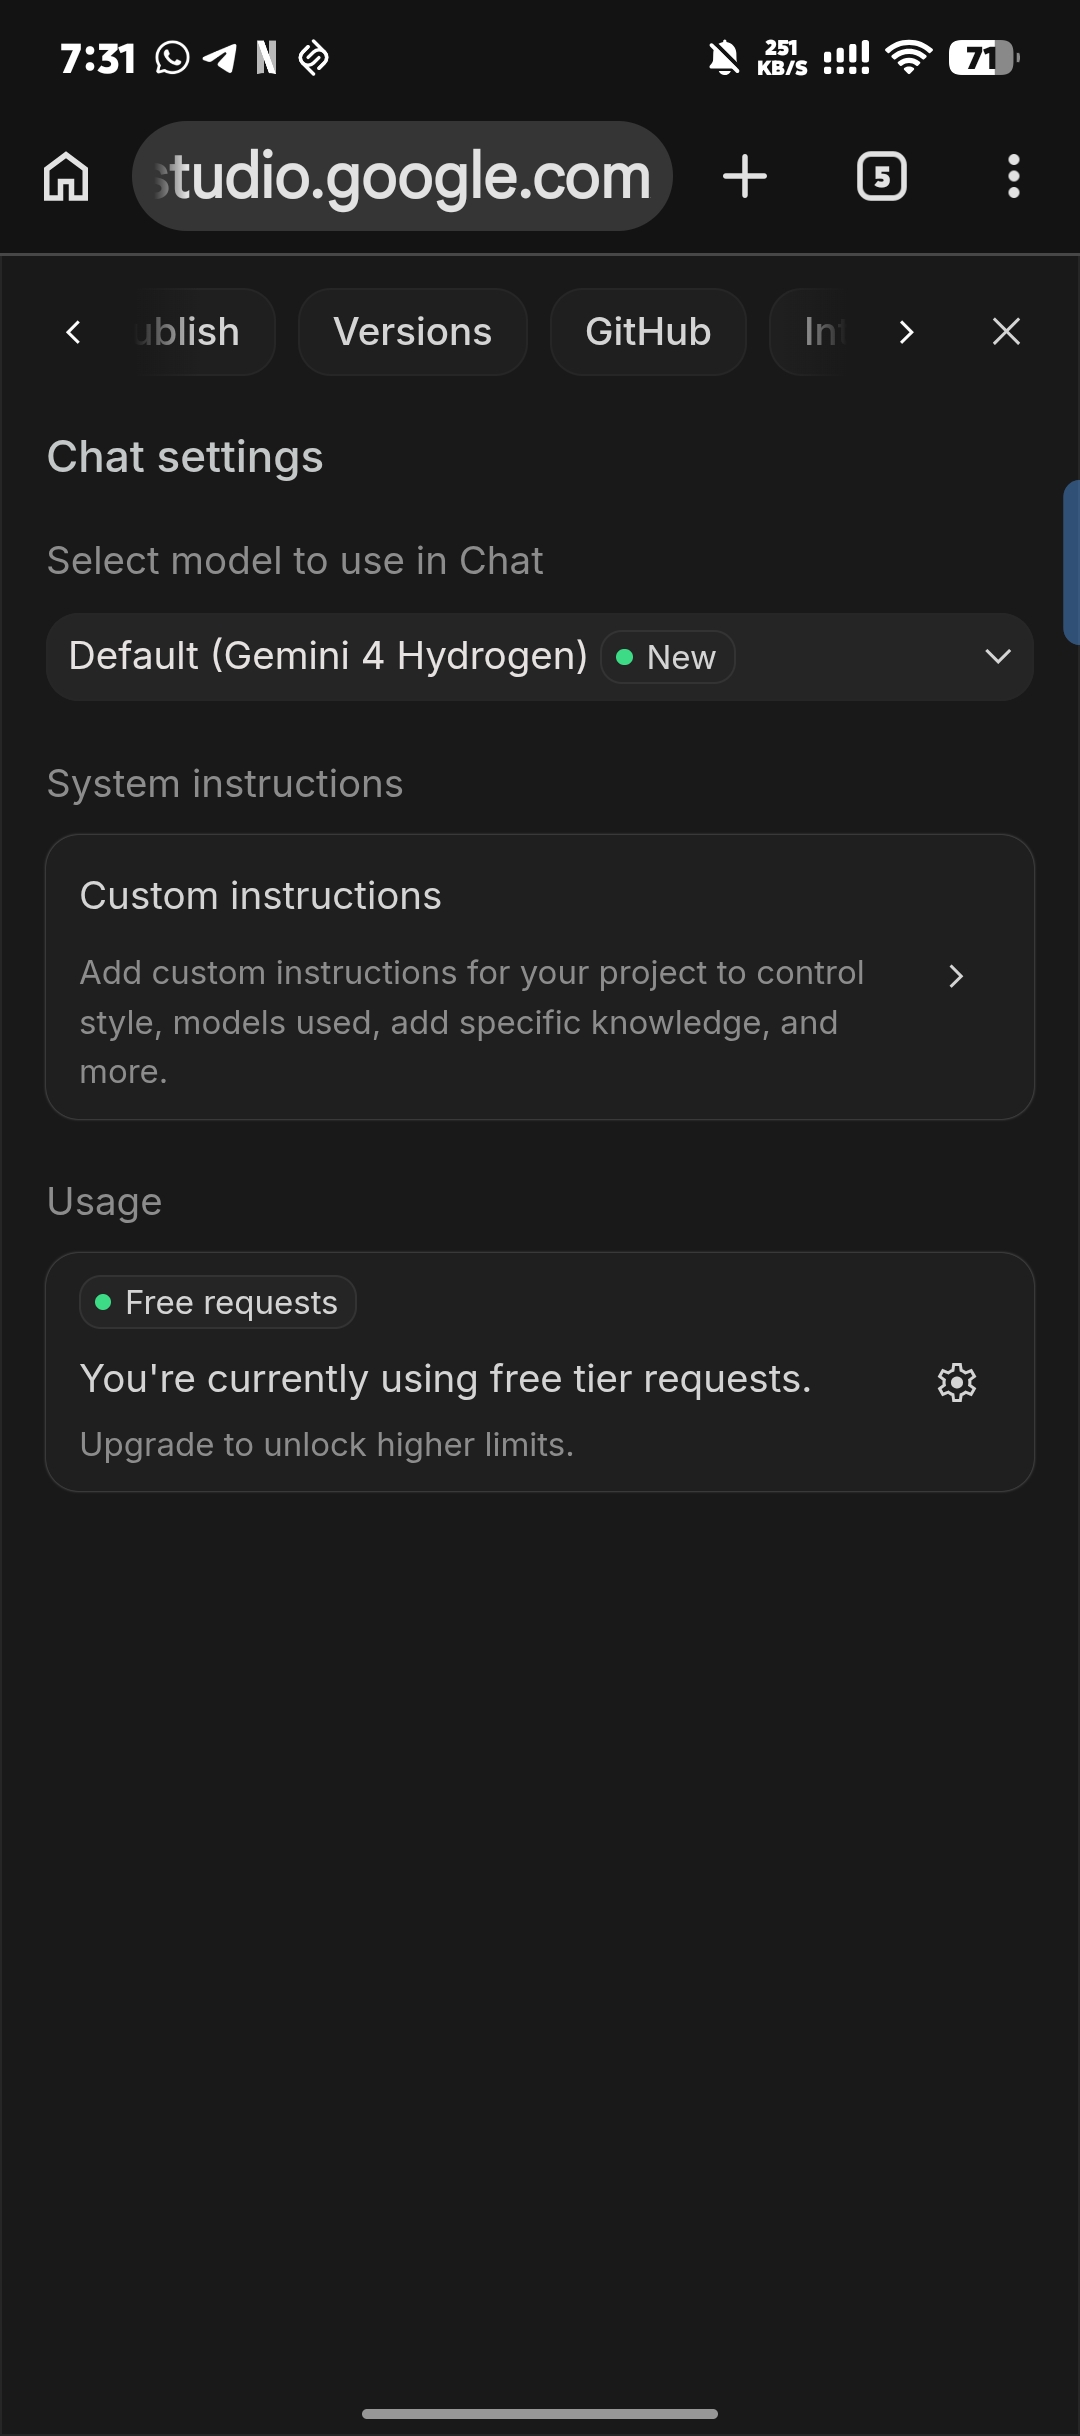 7:31
251
KB/S
71
studio.google.com
5
ublish
Versions
GitHub
Int
Chat settings
Select model to use in Chat
Default (Gemini 4 Hydrogen)
New
System instructions
Custom instructions
Add custom instructions for your project to control
style, models used, add specific knowledge, and
more.
Usage
Free requests
You're currently using free tier requests.
Upgrade to unlock higher limits.